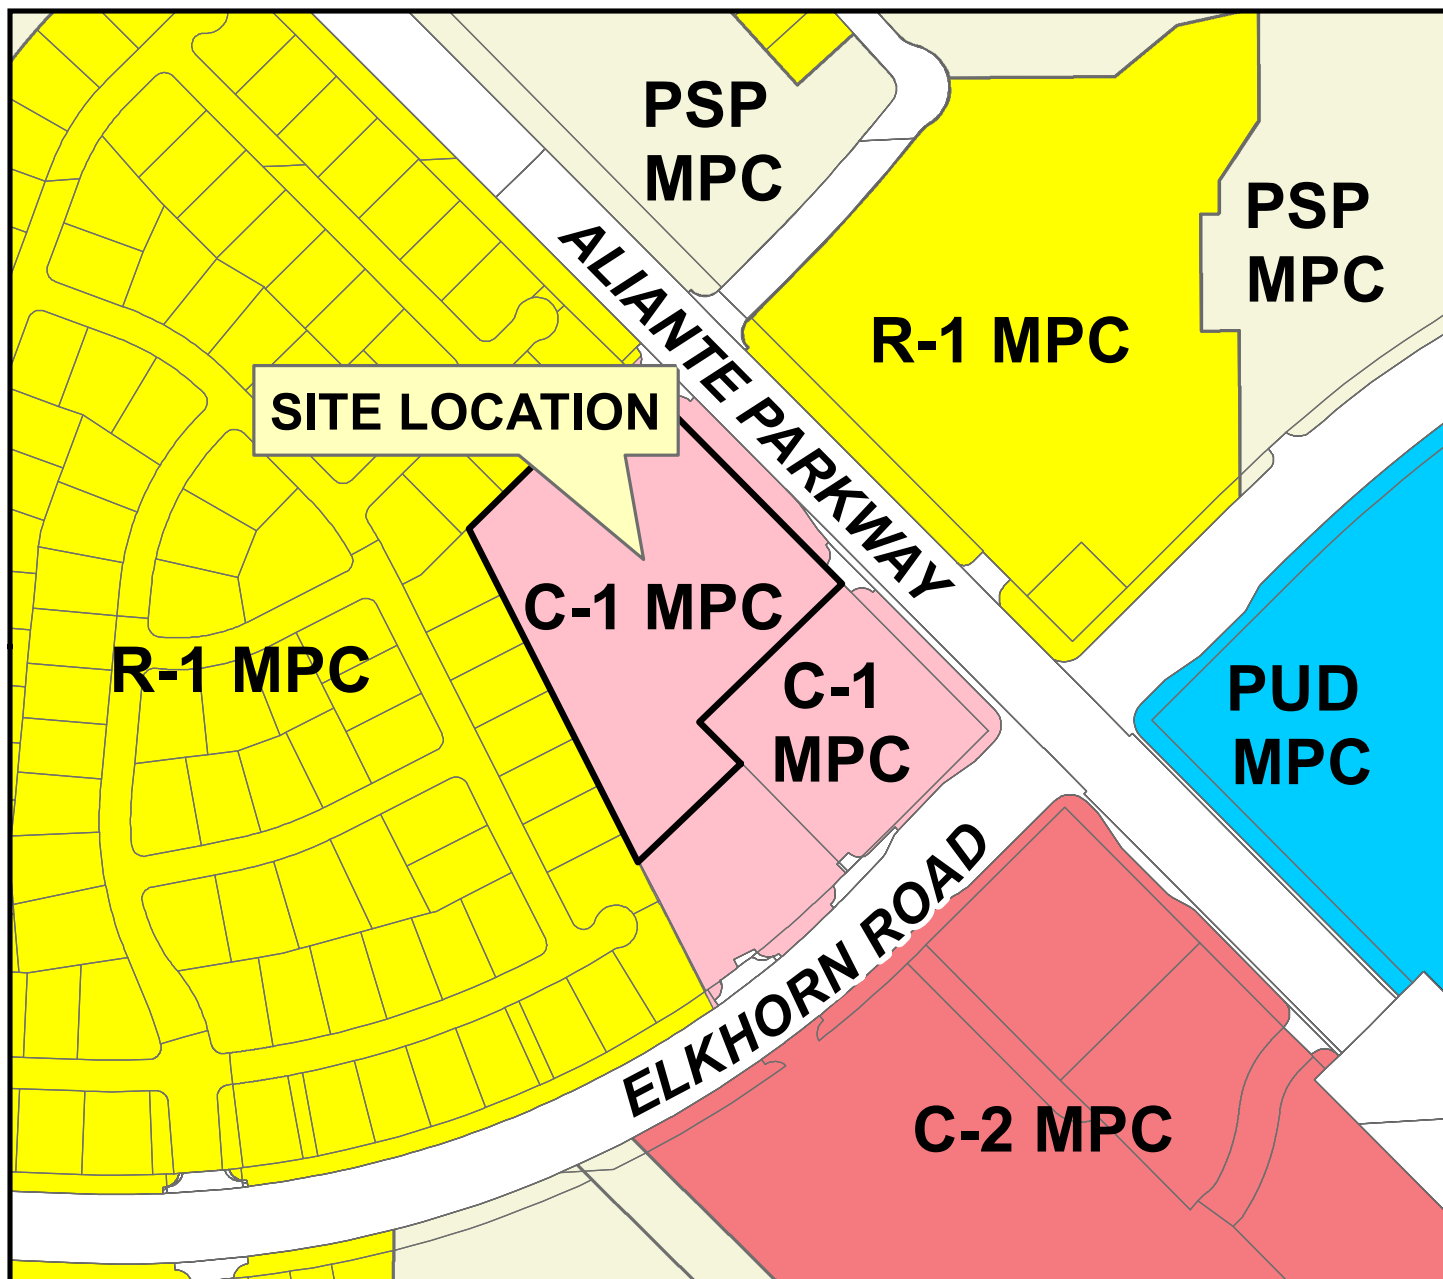 PSP
MPC
PSP
MPC
ALIANTE PARKWAY
R-1 MPC
SITE LOCATION
C-1 MPC
R-1 MPC
C-1
MPC
PUD
MPC
ELKHORN ROAD
C-2 MPC